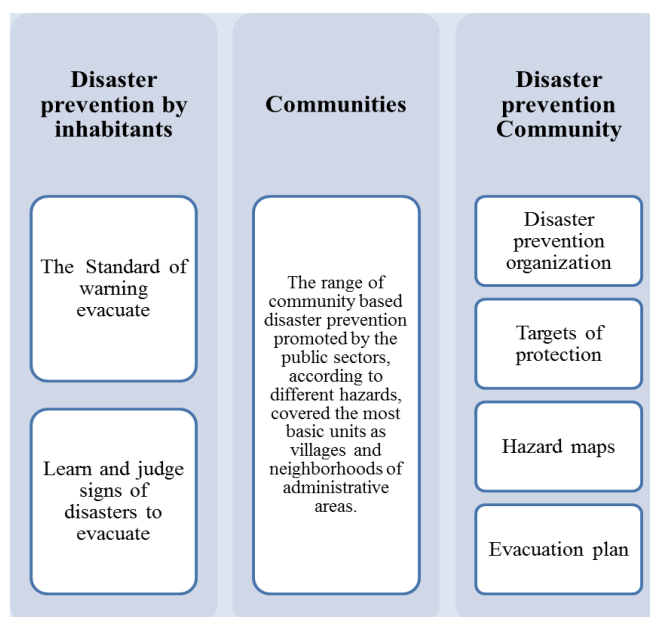 Disaster
prevention by
inhabitants
The Standard of
warning
evacuate
Learn and judge
signs of
disasters to
evacuate
Communities
The range of
community based
disaster prevention
promoted by the
public sectors,
according to
different hazards,
covered the most
basic units as
villages and
neighborhoods of
administrative
areas.
Disaster
prevention
Community
Disaster
prevention
organization
Targets of
protection
Hazard maps
Evacuation plan